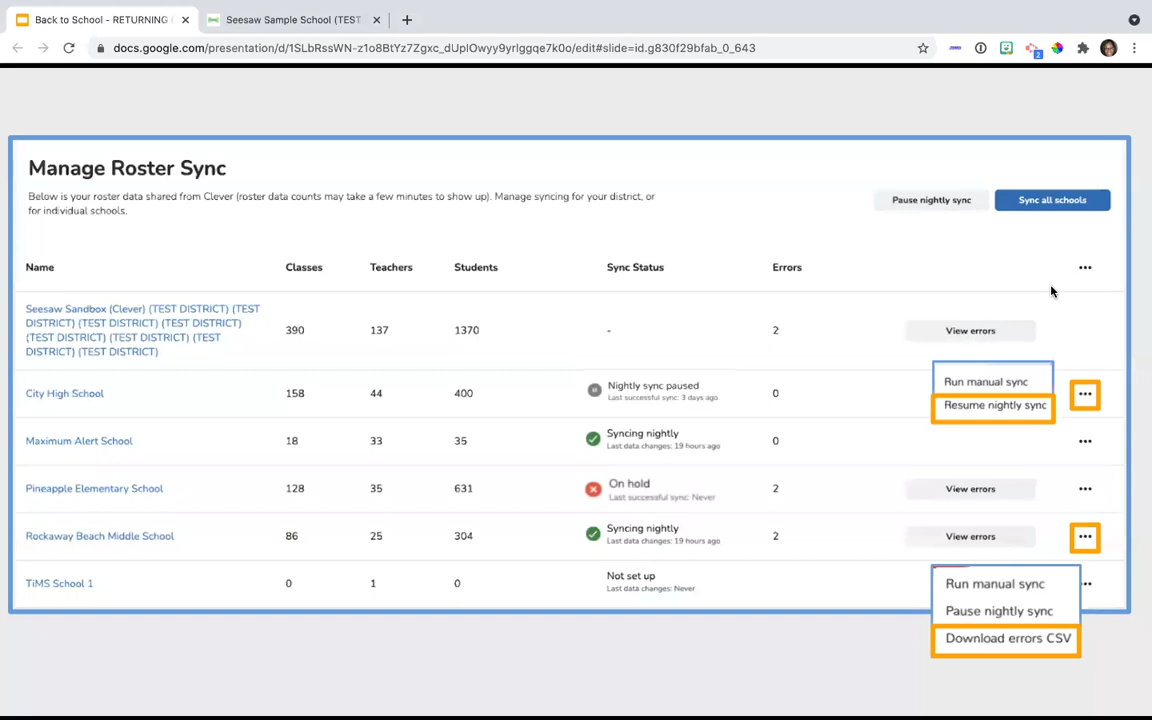 Back to School - RETURNING
Seesaw Sample School (TEST
docs.google.com/presentation/d/1SLbRssWN-z1o8BtYz7Zgxc_dUplOwyy9yrlggqe7k0o/edit#slide=id.g830f29bfab_0_643
2
Manage Roster Sync
Below is your roster data shared from Clever (roster data counts may take a few minutes to show up). Manage syncing for your district, or
for individual schools.
Pause nightly sync
Sync all schools
Name Classes Teachers Students Sync Status Errors
Seesaw Sandbox (Clever) (TEST DISTRICT) (TEST
DISTRICT) (TEST DISTRICT) (TEST DISTRICT)
(TEST DISTRICT) (TEST DISTRICT) (TEST
DISTRICT) (TEST DISTRICT)
390 137 1370 - 2 View errors
City High School 158 44 400 Nightly sync paused 0
Last successful sync: 3 days ago
Run manual sync
Resume nightly sync
Maximum Alert School 18 33 35 Syncing nightly 0
Last data changes: 19 hours ago
Pineapple Elementary School 128 35 631 On hold 2 View errors
Last successful sync: Never
Rockaway Beach Middle School 86 25 304 Syncing nightly 2 View errors
Last data changes: 19 hours ago
TiMS School 1 0 1 0 Not set up
Last data changes: Never
Run manual sync
Pause nightly sync
Download errors CSV